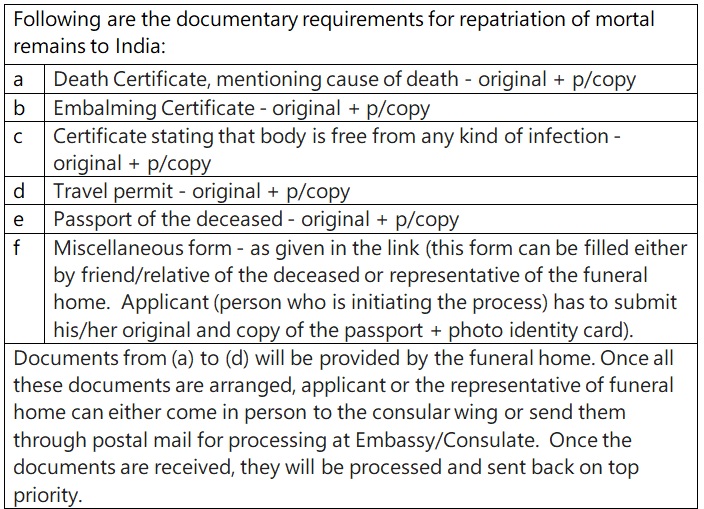 Following are the documentary requirements for repatriation of mortal
remains to India:
a Death Certificate, mentioning cause of death - original + p/copy
b Embalming Certificate - original + p/copy
c Certificate stating that body is free from any kind of infection -
original + p/copy
d Travel permit - original + p/copy
e Passport of the deceased - original + p/copy
f Miscellaneous form - as given in the link (this form can be filled either
by friend/relative of the deceased or representative of the funeral
home. Applicant (person who is initiating the process) has to submit
his/her original and copy of the passport + photo identity card).
Documents from (a) to (d) will be provided by the funeral home. Once all
these documents are arranged, applicant or the representative of funeral
home can either come in person to the consular wing or send them
through postal mail for processing at Embassy/Consulate. Once the
documents are received, they will be processed and sent back on top
priority.